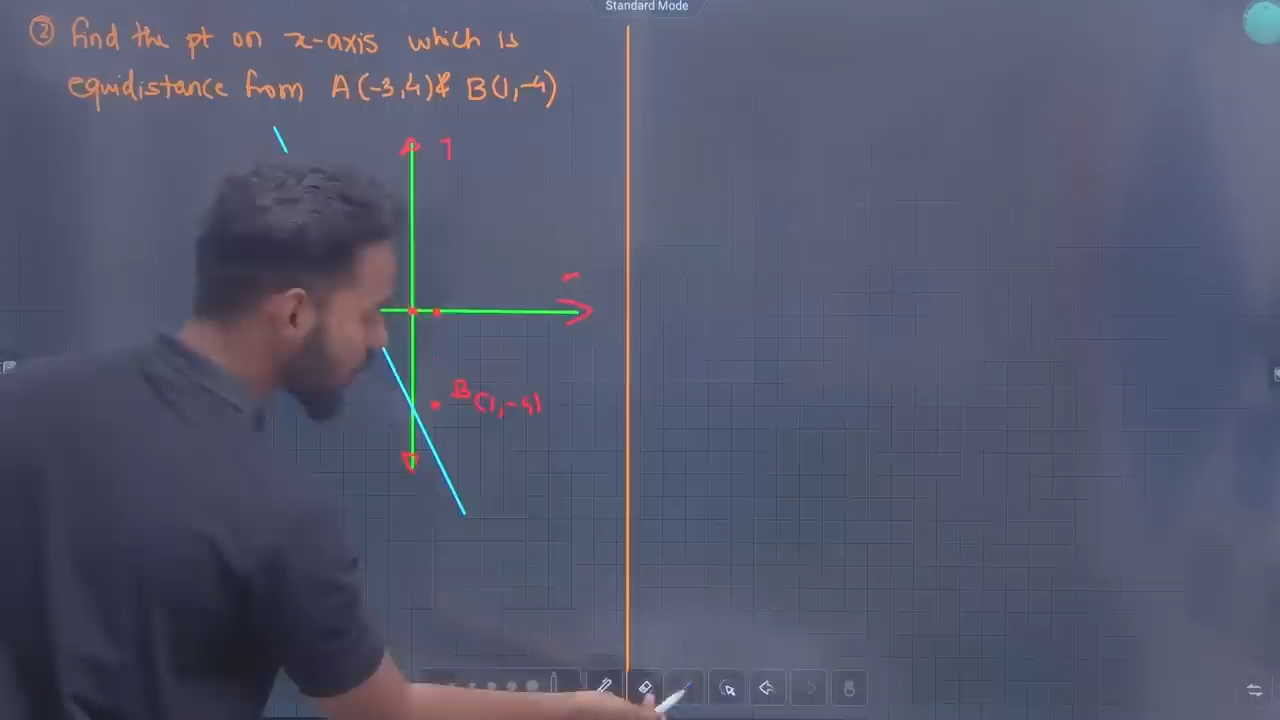 Standard Mode
② Find the pt on x-axis which is
equidistance from A(-3,4) & B(1,-4)
B(1,-4)